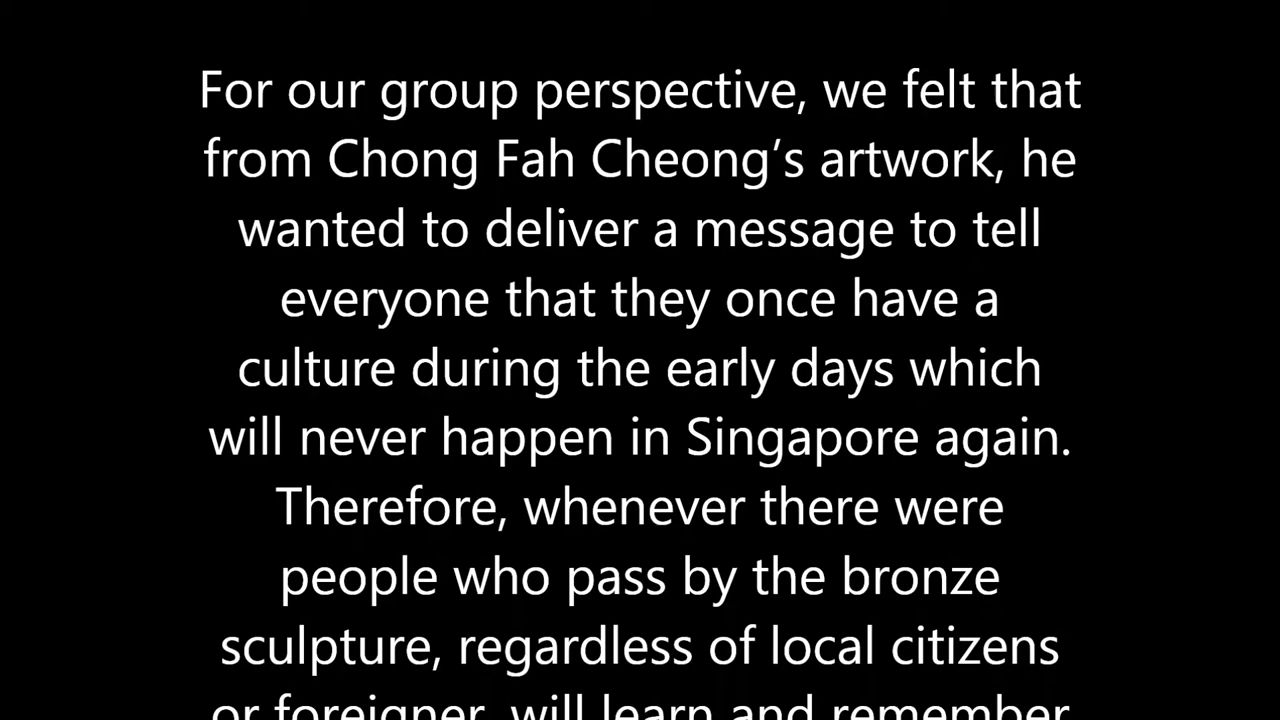 For our group perspective, we felt that
from Chong Fah Cheong’s artwork, he
wanted to deliver a message to tell
everyone that they once have a
culture during the early days which
will never happen in Singapore again.
Therefore, whenever there were
people who pass by the bronze
sculpture, regardless of local citizens
or foreigner, will learn and remember